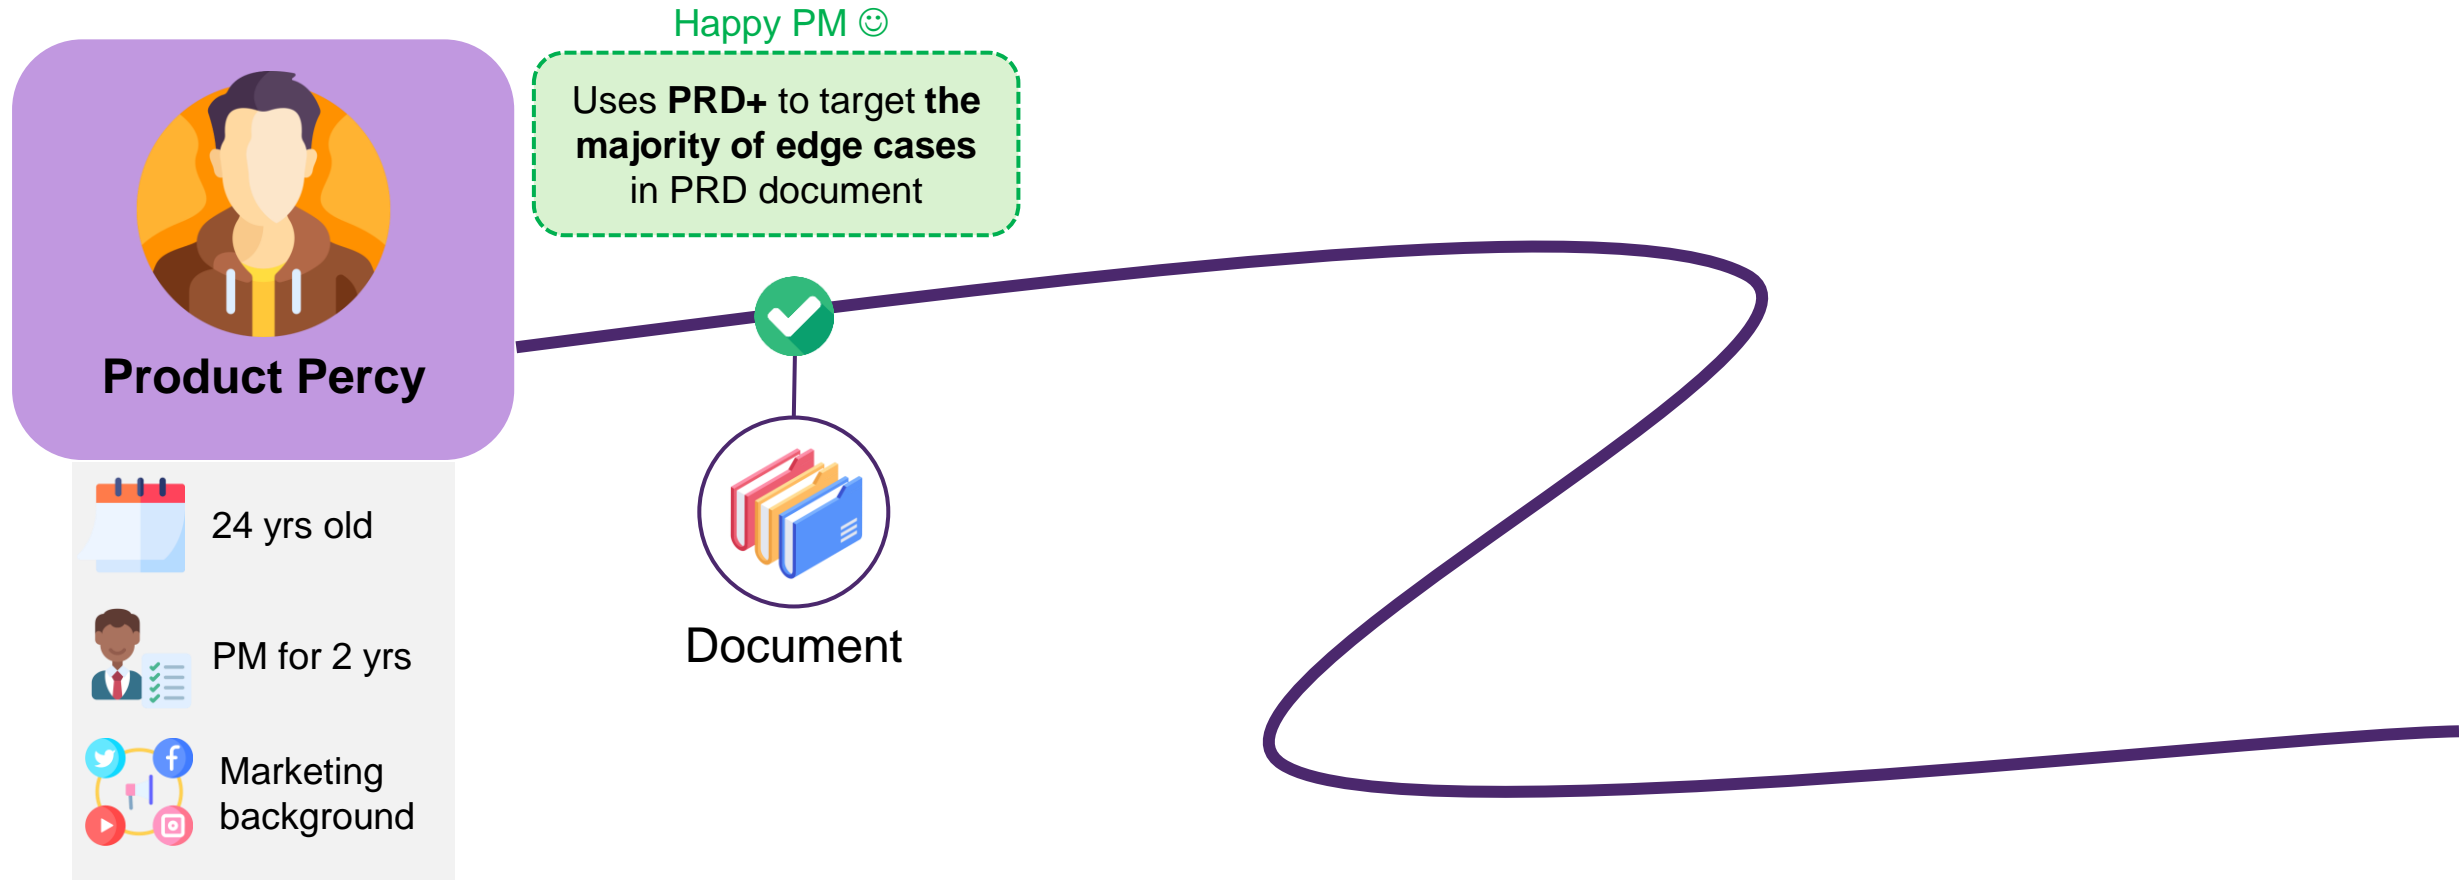 Happy PM ☺
Uses PRD+ to target the
majority of edge cases
in PRD document
Product Percy
24 yrs old
PM for 2 yrs
Marketing
background
Document